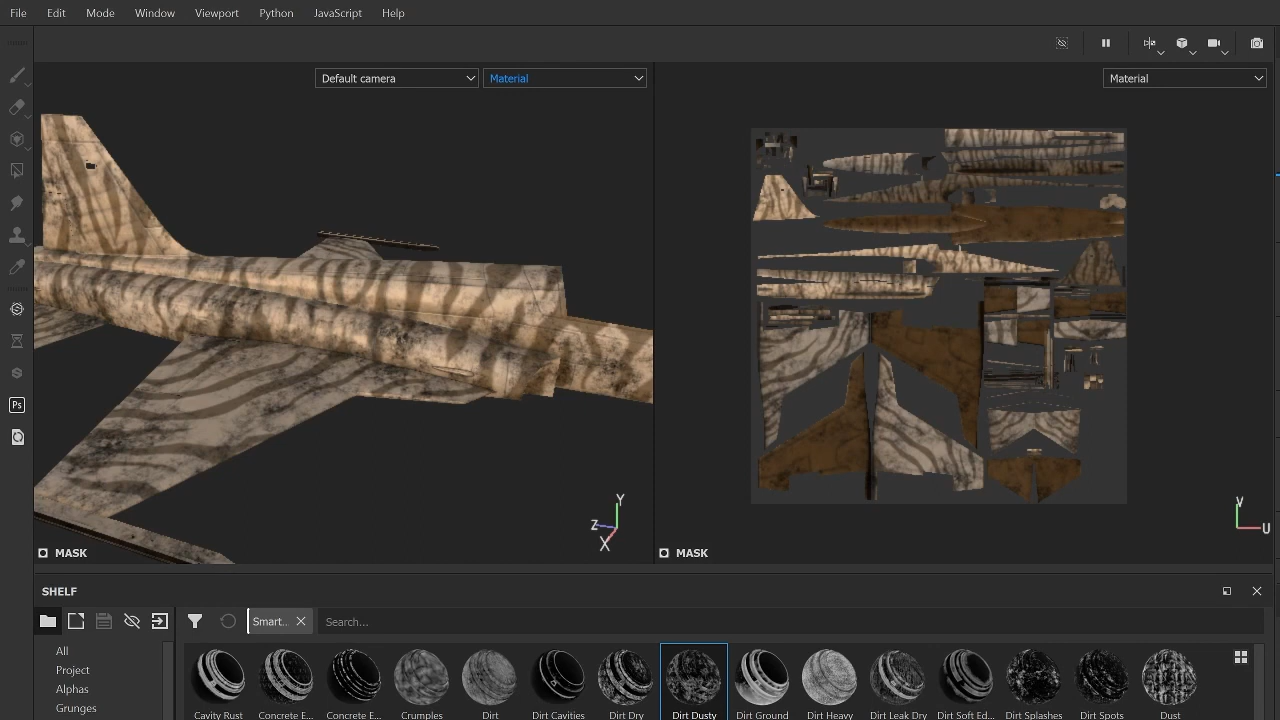 File Edit Mode Window Viewport Python JavaScript Help
Default camera Material Material
Y
Z
X
V
U
MASK MASK
SHELF
Smart... Search...
All
Project
Alphas
Grunges
Ps
Cavity Rust Concrete E... Concrete E... Crumples Dirt Dirt Cavities Dirt Dry Dirt Dusty Dirt Ground Dirt Heavy Dirt Leak Dry Dirt Soft Ed... Dirt Splashes Dirt Spots Dust